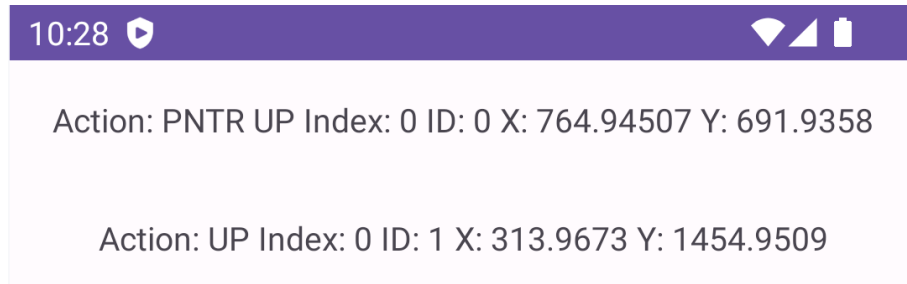 10:28
Action: PNTR UP Index: 0 ID: 0 X: 764.94507 Y: 691.9358
Action: UP Index: 0 ID: 1 X: 313.9673 Y: 1454.9509